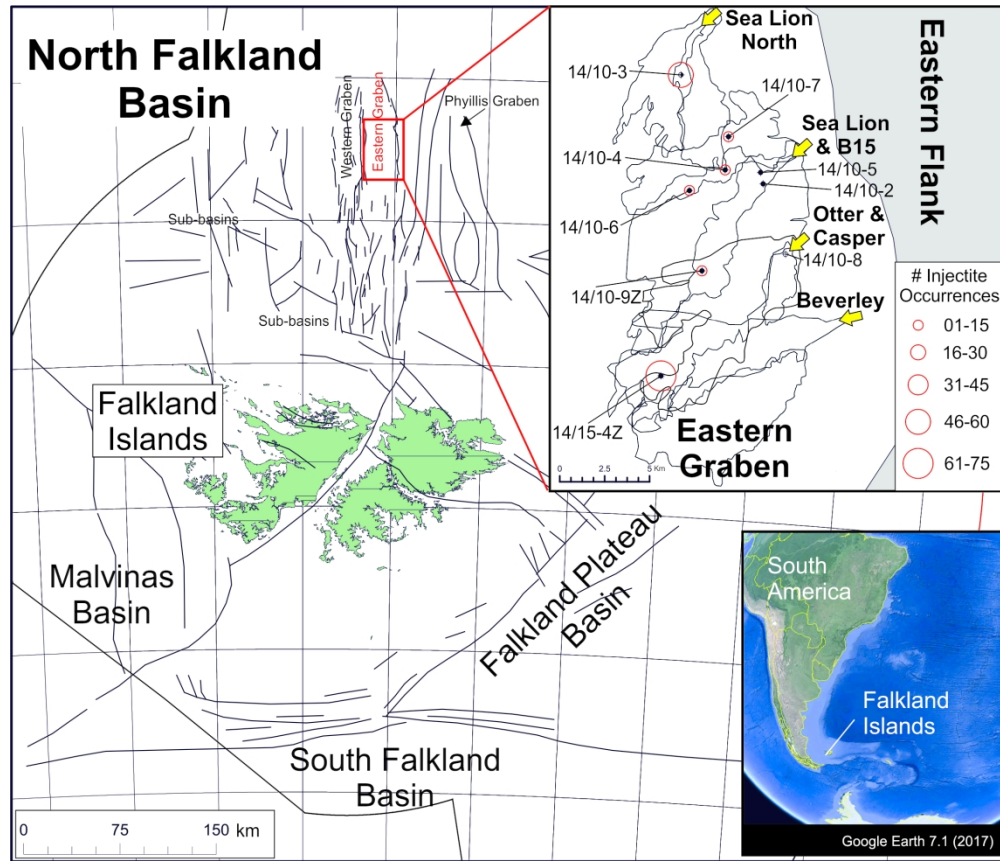 North Falkland
Basin
Western Graben
Eastern Graben
Phyillis Graben
Sub-basins
Sub-basins
Falkland
Islands
Malvinas
Basin
Falkland Plateau
Basin
South Falkland
Basin
0 75 150 km
Sea Lion
North
14/10-3
14/10-7
Sea Lion
& B15
14/10-4
14/10-5
14/10-2
14/10-6
Otter &
Casper
14/10-8
14/10-9Z
Beverley
14/15-4Z
Eastern
Graben
0 2.5 5 Km
Eastern Flank
# Injectite
Occurrences
01-15
16-30
31-45
46-60
61-75
South
America
Falkland
Islands
Google Earth 7.1 (2017)